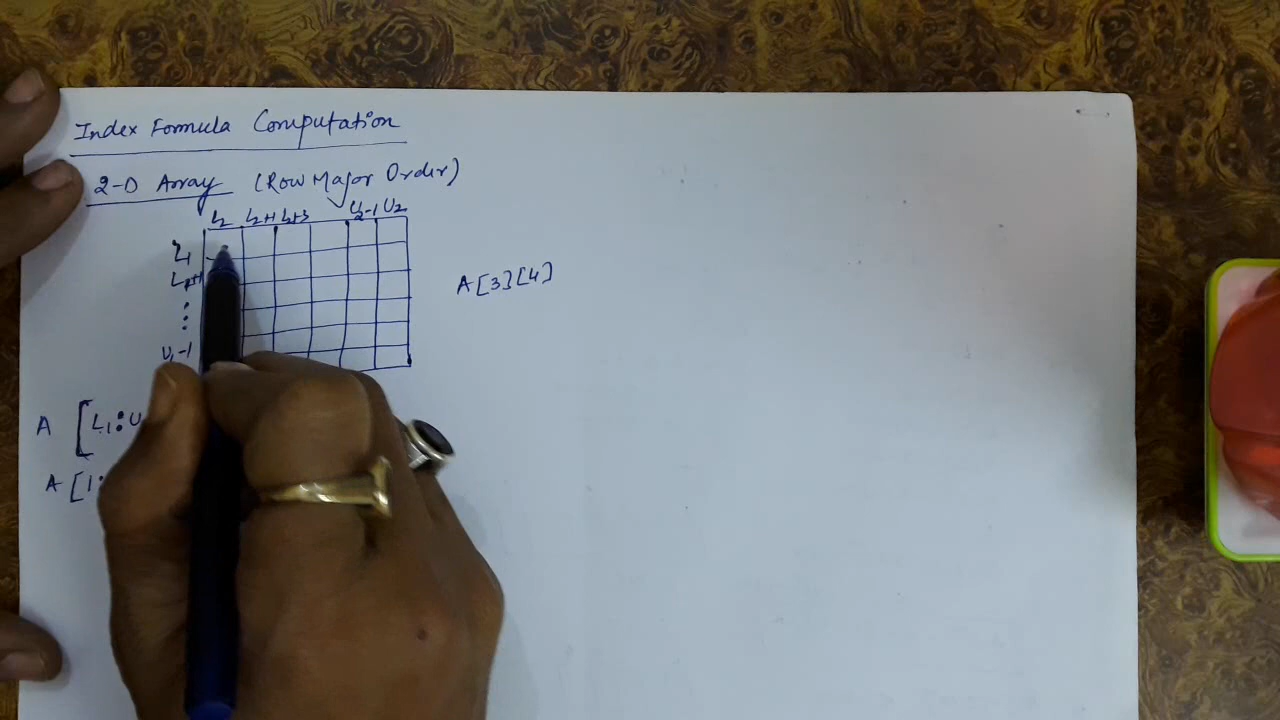 Index Formula Computation
2-D Array (Row Major Order)
L2 L2+1 L2+3 U2-1 U2
L1
A[3][4]
L1+1
U1-1
A [L1:U
A [1: